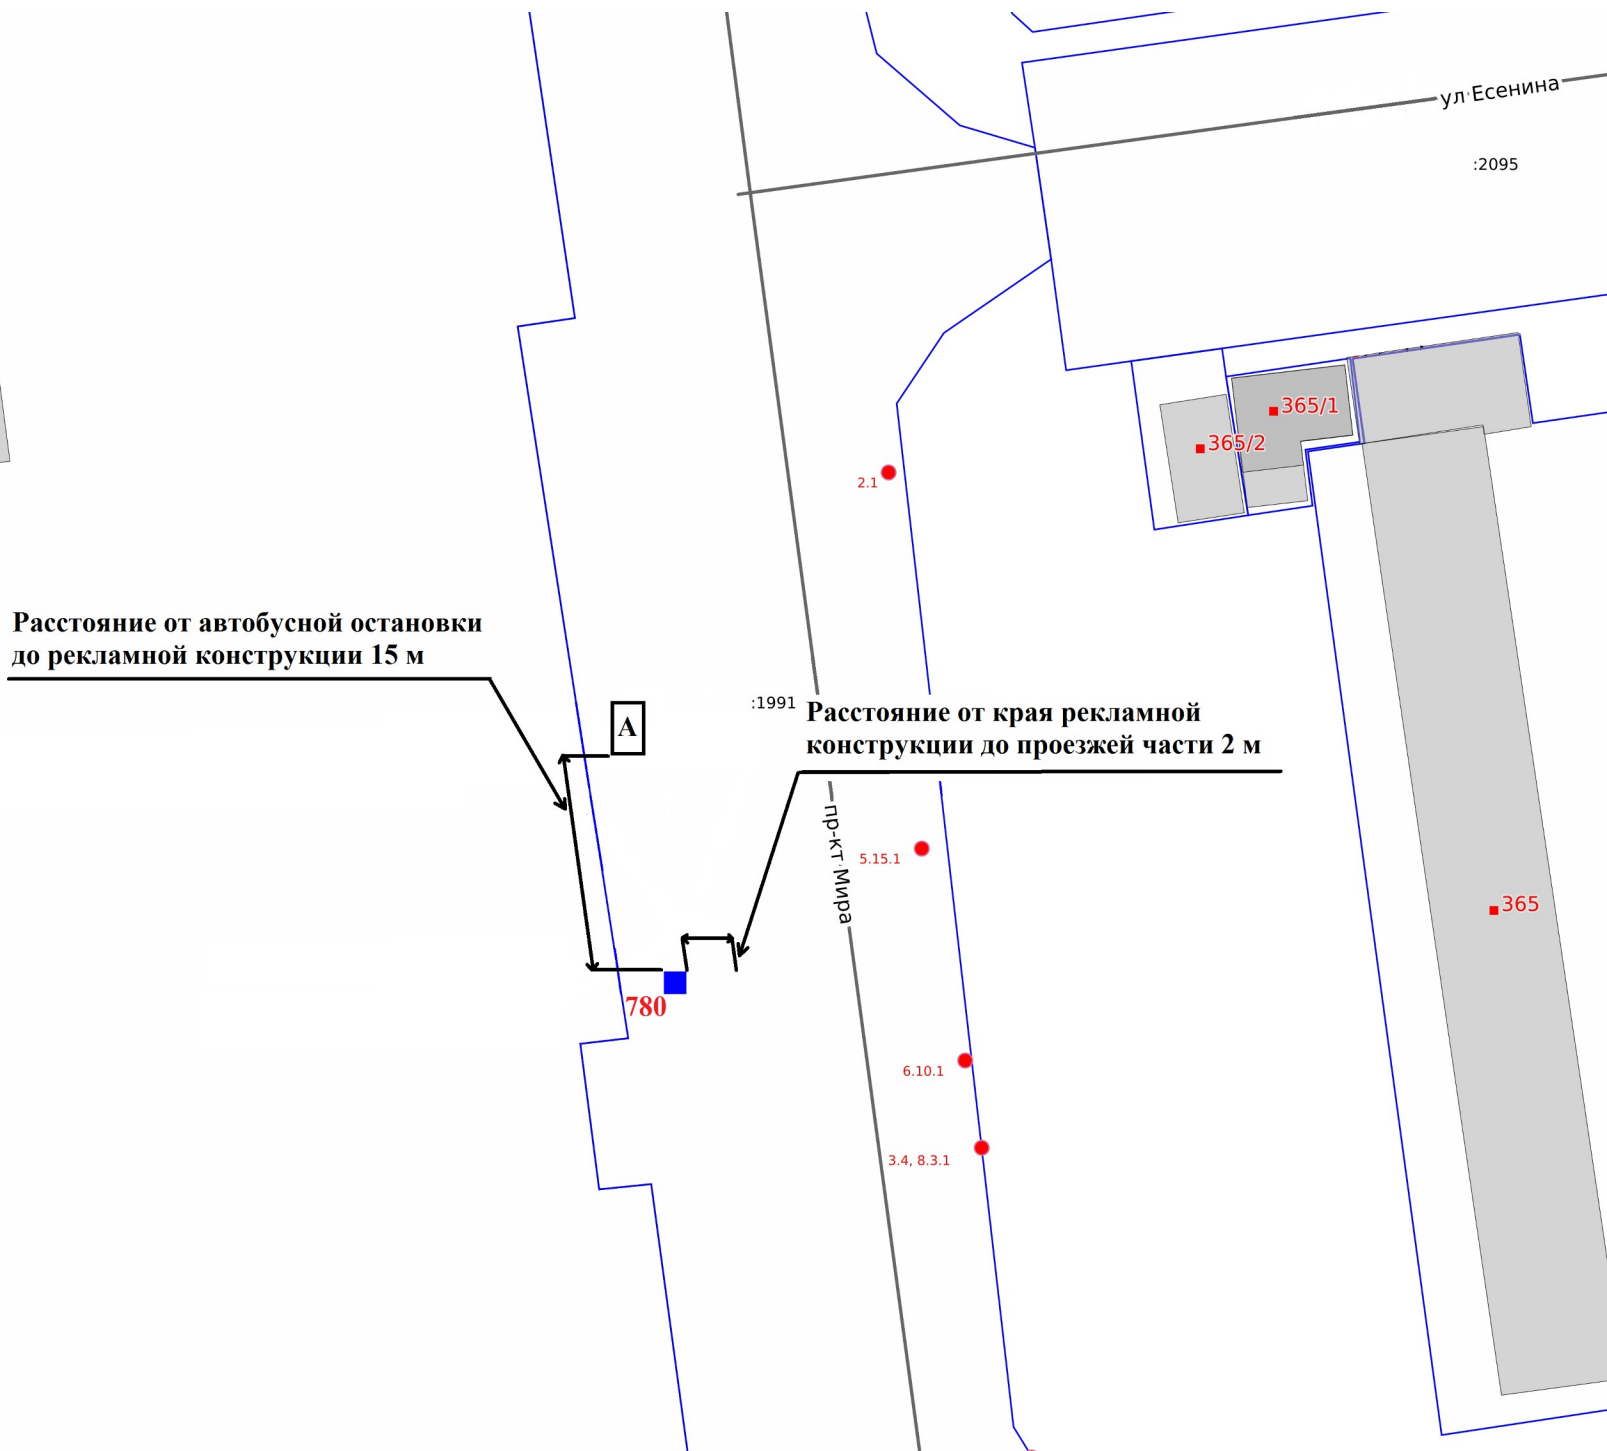 ул Есенина
:2095
365/1
365/2
2.1
Расстояние от автобусной остановки
до рекламной конструкции 15 м
А
:1991
Расстояние от края рекламной
конструкции до проезжей части 2 м
пр-кт Мира
5.15.1
365
780
6.10.1
3.4, 8.3.1